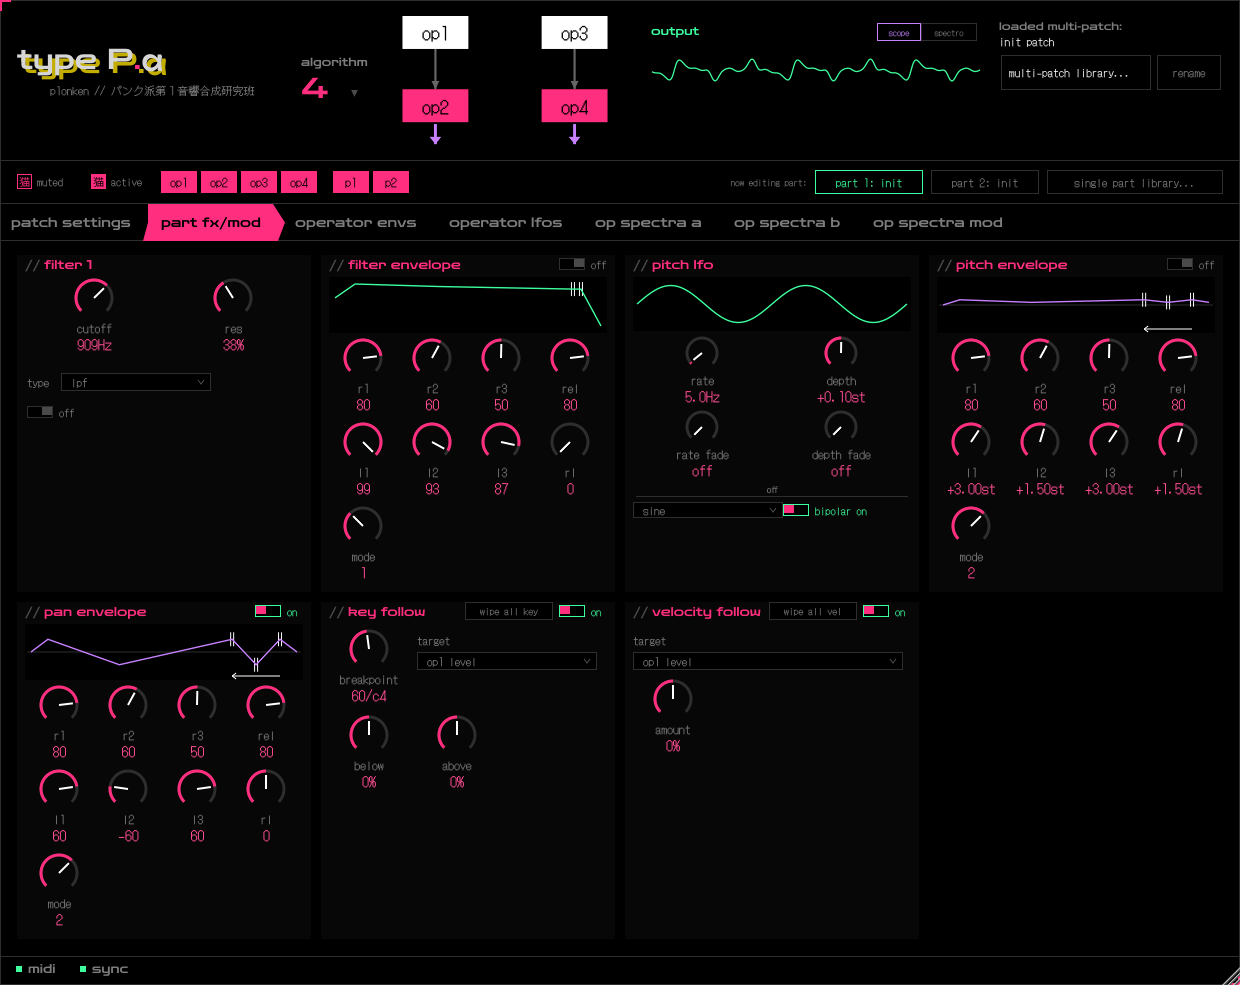 type P.a
plonken // パンク派第1音響合成研究班
algorithm
4
op1
op3
op2
op4
output
scope
spectro
loaded multi-patch:
init patch
multi-patch library...
rename
猫 muted
猫 active
op1
op2
op3
op4
p1
p2
now editing part:
part 1: init
part 2: init
single part library...
patch settings
part fx/mod
operator envs
operator lfos
op spectra a
op spectra b
op spectra mod
// filter 1
cutoff
909Hz
res
38%
type
lpf
off
// filter envelope
off
r1
80
r2
60
r3
50
rel
80
l1
99
l2
93
l3
87
rl
0
mode
1
// pitch lfo
rate
5.0Hz
depth
+0.10st
rate fade
off
depth fade
off
off
sine
bipolar on
// pitch envelope
off
r1
80
r2
60
r3
50
rel
80
l1
+3.00st
l2
+1.50st
l3
+3.00st
rl
+1.50st
mode
2
// pan envelope
on
r1
80
r2
60
r3
50
rel
80
l1
60
l2
-60
l3
60
rl
0
mode
2
// key follow
wipe all key
on
breakpoint
60/c4
target
op1 level
below
0%
above
0%
// velocity follow
wipe all vel
on
target
op1 level
amount
0%
midi
sync